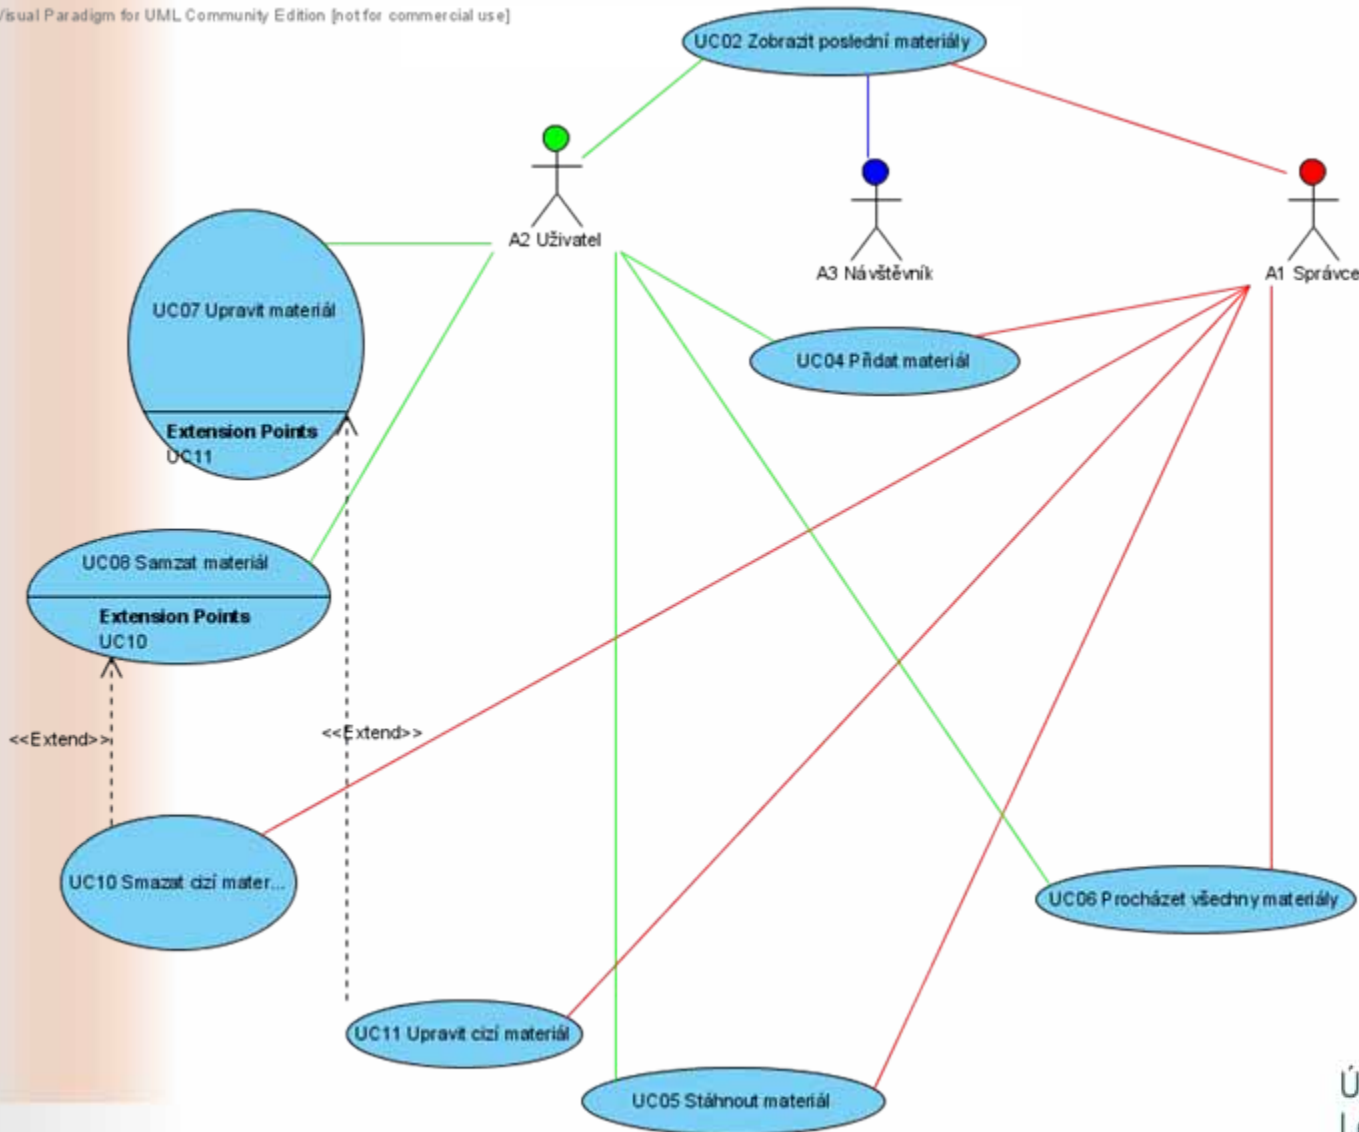 Visual Paradigm for UML Community Edition [not for commercial use]
UC02 Zobrazit poslední materiály
A2 Uživatel
A3 Návštěvník
A1 Správce
UC07 Upravit materiál
Extension Points
UC11
UC04 Přidat materiál
UC08 Samzat materiál
Extension Points
UC10
<<Extend>>
<<Extend>>
UC10 Smazat cizí mater...
UC06 Procházet všechny materiály
UC11 Upravit cizí materiál
UC05 Stáhnout materiál